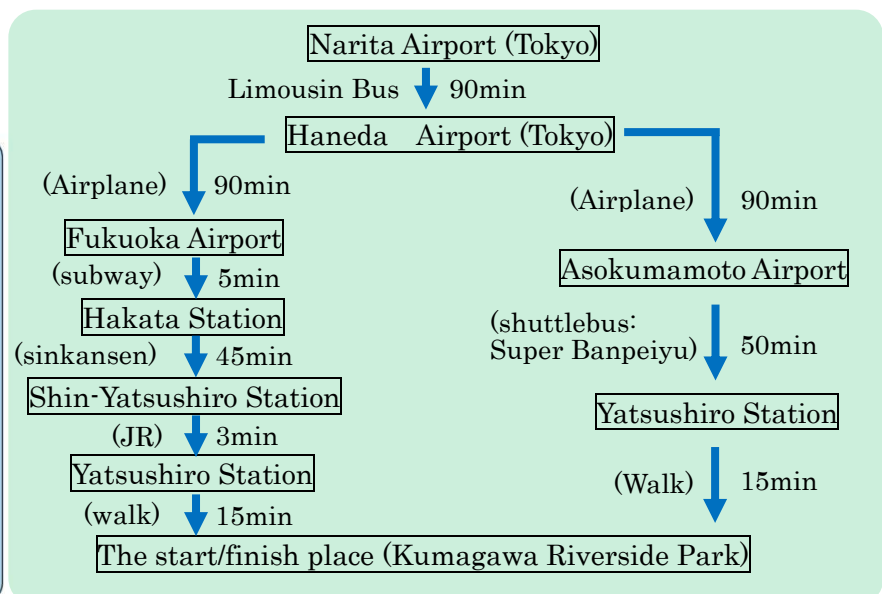 Narita Airport (Tokyo)
Limousin Bus 90min
Haneda Airport (Tokyo)
(Airplane) 90min
Fukuoka Airport
(subway) 5min
Hakata Station
(sinkansen) 45min
Shin-Yatsushiro Station
(JR) 3min
Yatsushiro Station
(walk) 15min
(Airplane) 90min
Asokumamoto Airport
(shuttlebus:
Super Banpeiyu) 50min
Yatsushiro Station
(Walk) 15min
The start/finish place (Kumagawa Riverside Park)